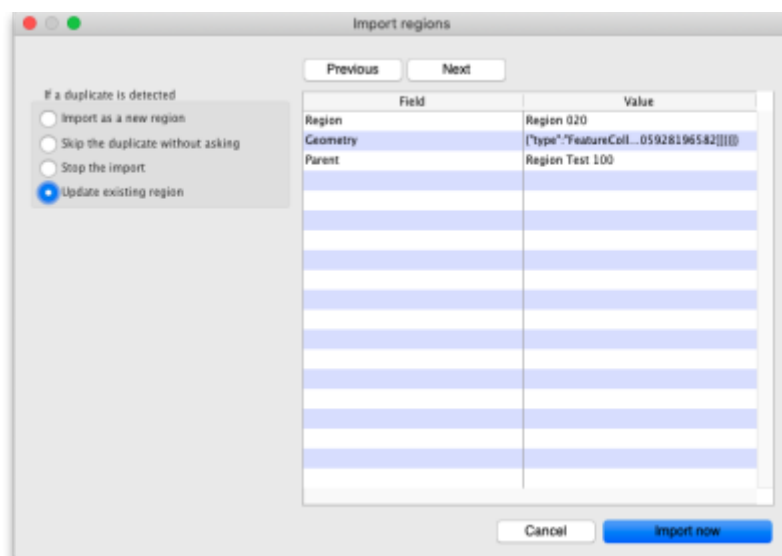 Import regions
Previous Next
If a duplicate is detected
Import as a new region
Skip the duplicate without asking
Stop the import
Update existing region
Field Value
Region Region 020
Geometry {"type":"FeatureColl...05928196582]]]]}}
Parent Region Test 100
Cancel Import now